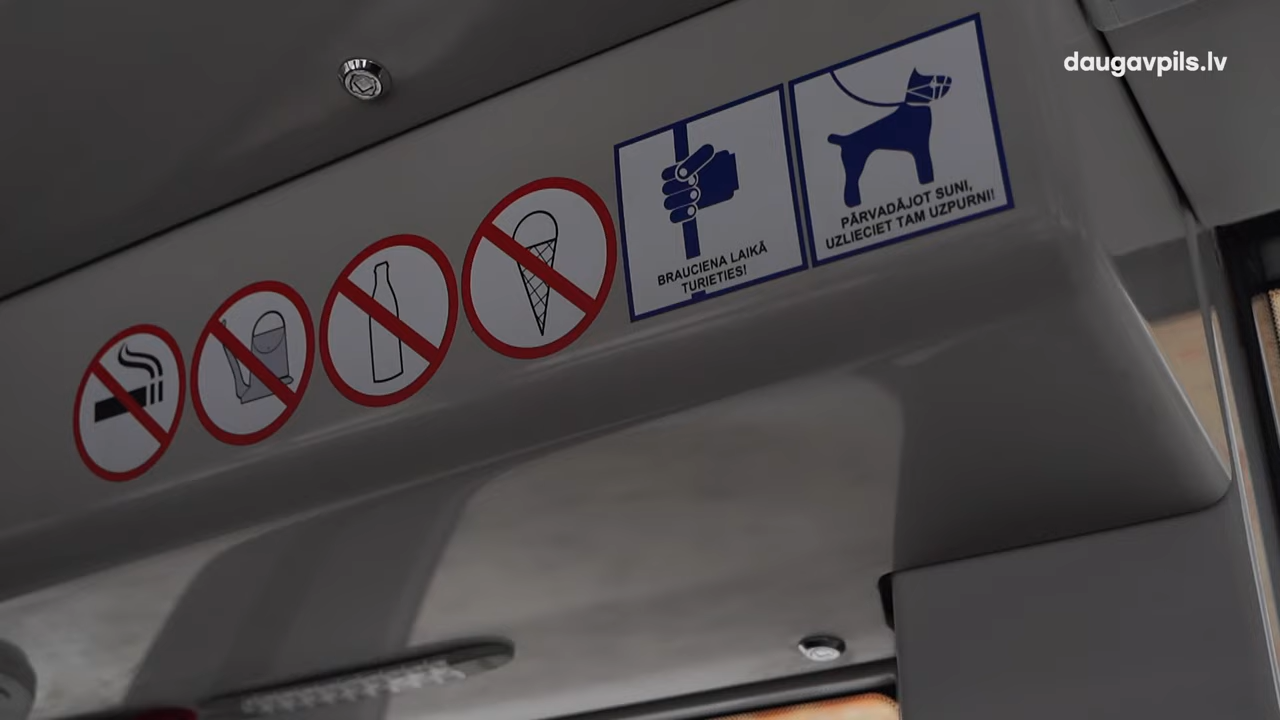 daugavpils.lv
BRAUCIENA LAIKĀ
TURIETIES!
PĀRVADĀJOT SUNI,
UZLIECIET TAM UZPURNI!